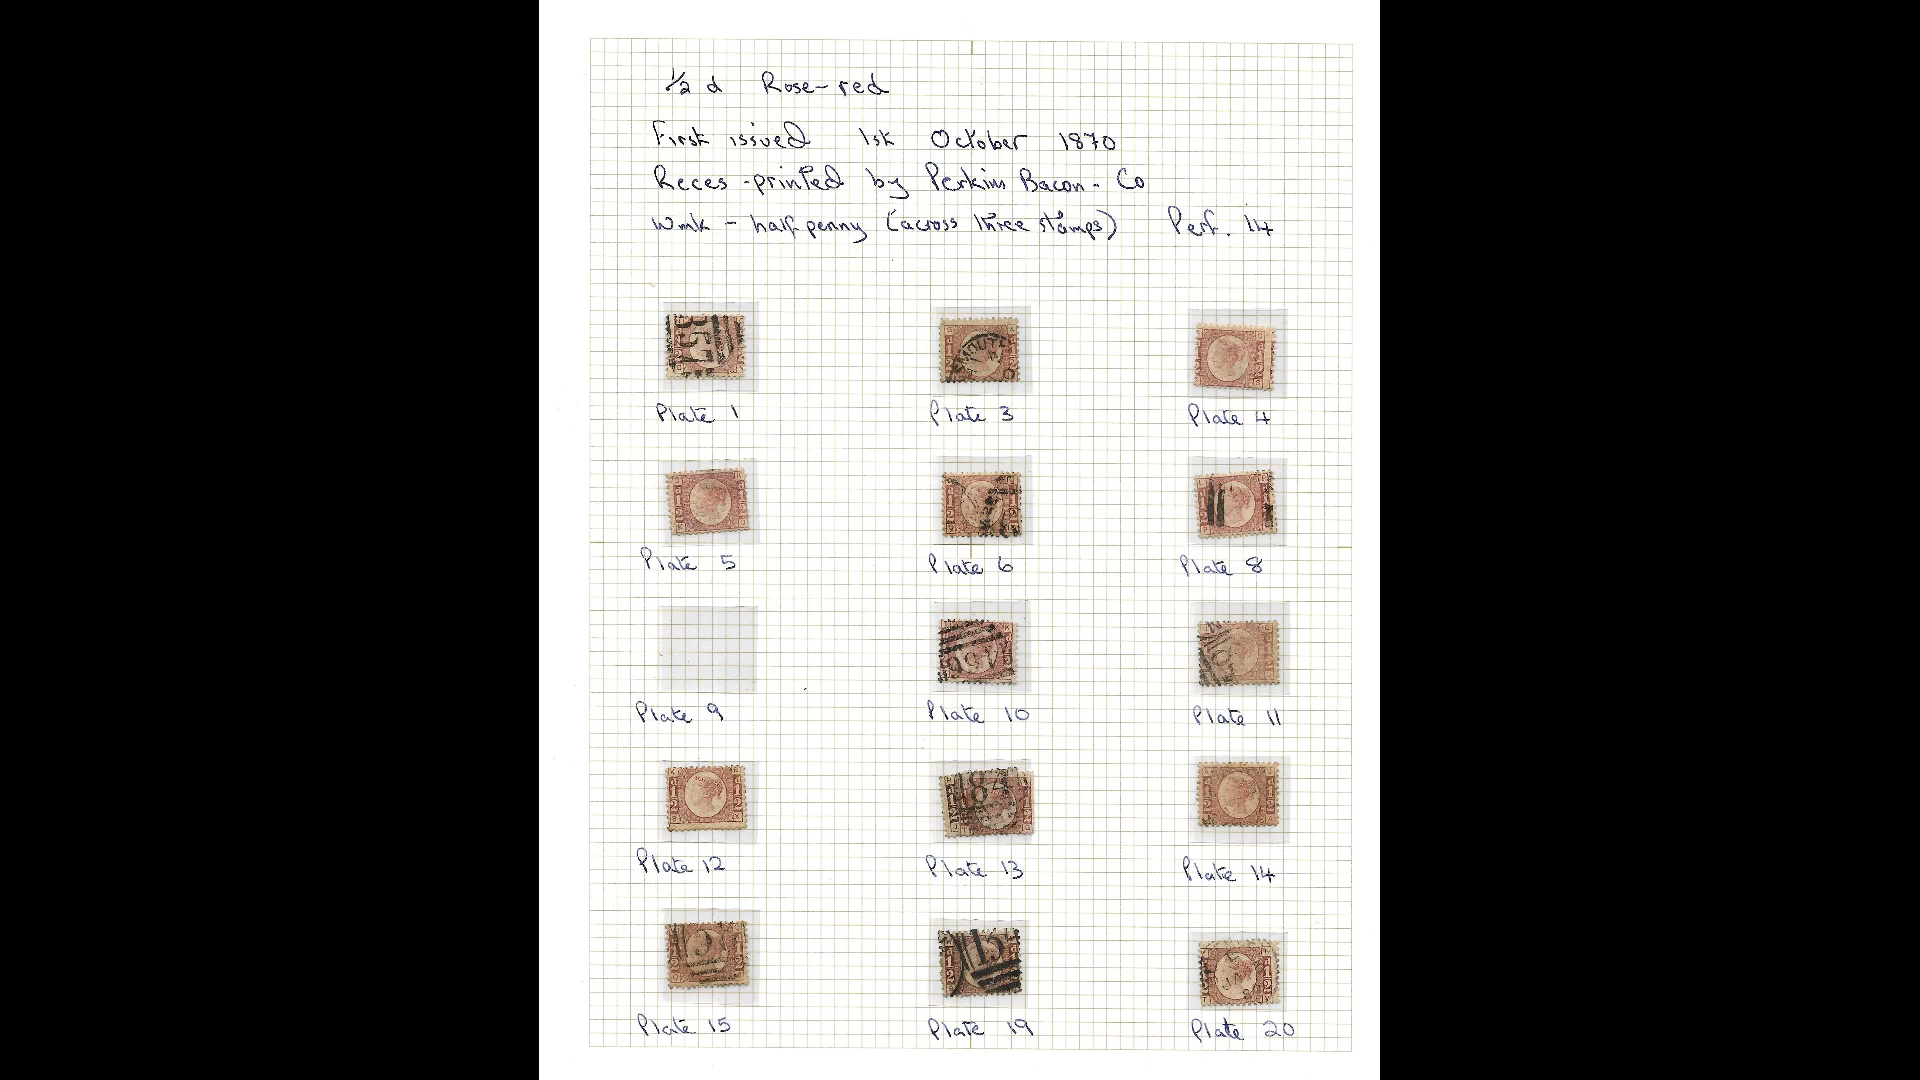 1/2 d Rose-red
First issued 1st October 1870
Reces-printed by Perkins Bacon - Co
Wmk - half penny (across three stamps) Perf. 14
Plate 1 Plate 3 Plate 4
Plate 5 Plate 6 Plate 8
Plate 9 Plate 10 Plate 11
484
Plate 12 Plate 13 Plate 14
15
Plate 15 Plate 19 Plate 20